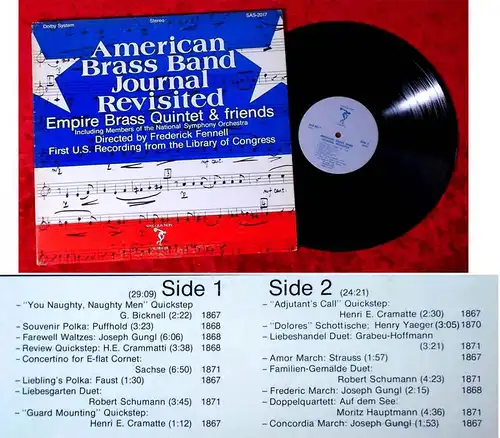 Dolby System
Stereo
SAS-2017
American
Brass Band
Journal
Revisited
Empire Brass Quintet & friends
Including Members of the National Symphony Orchestra
Directed by Frederick Fennell
First U.S. Recording from the Library of Congress
(29:09) Side 1
– "You Naughty, Naughty Men" Quickstep
G. Bicknell (2:22) 1867
– Souvenir Polka: Puffhold (3:23) 1868
– Farewell Waltzes: Joseph Gungl (6:06) 1868
– Review Quickstep: H.E. Crammatti (3:38) 1868
– Concertino for E-flat Cornet:
Sachse (6:50) 1871
– Liebling's Polka: Faust (1:30) 1867
– Liebesgarten Duet:
Robert Schumann (3:45) 1871
– "Guard Mounting" Quickstep:
Henri E. Cramatte (1:12) 1867
Side 2 (24:21)
– "Adjutant's Call" Quickstep:
Henri E. Cramatte (2:30) 1867
– "Dolores" Schottische; Henry Yaeger (3:05) 1870
– Liebeshandel Duet: Grabeu-Hoffmann
(3:21) 1871
– Amor March: Strauss (1:57) 1867
– Familien-Gemälde Duet:
Robert Schumann (4:23) 1871
– Frederic March: Joseph Gungl (2:15) 1868
– Doppelquartett: Auf dem See:
Moritz Hauptmann (4:36) 1871
– Concordia March: Joseph Gungl (1:53) 1867